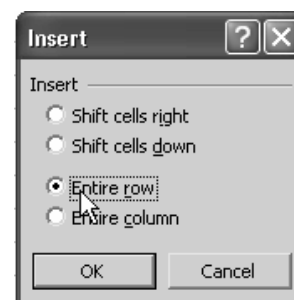 Insert
Insert
Shift cells right
Shift cells down
Entire row
Entire column
OK
Cancel